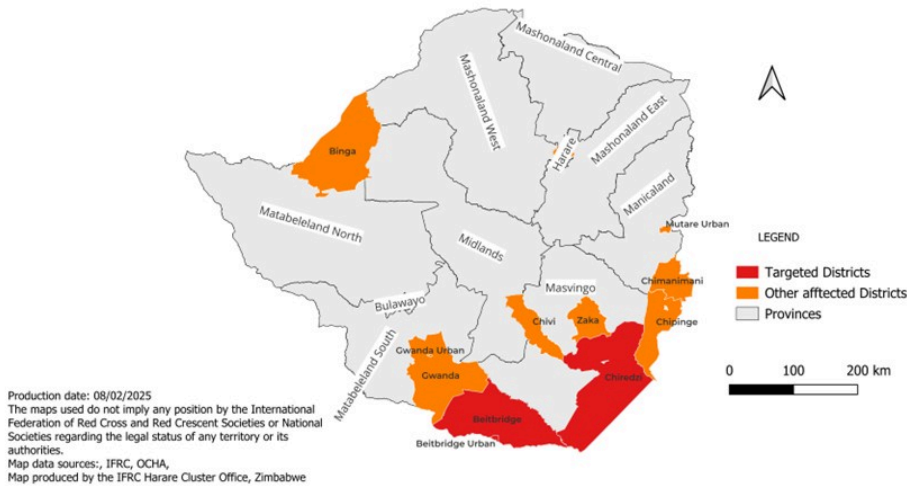 Mashonaland Central
Mashonaland West
Mashonaland East
Harare
Binga
Manicaland
Matabeleland North
Mutare Urban
Midlands
LEGEND
Targeted Districts
Other afftected Districts
Provinces
Chimanimani
Masvingo
Bulawayo
Chivi
Zaka
Chipinge
Matabeleland South
Gwanda Urban
Gwanda
Chiredzi
Beitbridge
Beitbridge Urban
0 100 200 km
Production date: 08/02/2025
The maps used do not imply any position by the International
Federation of Red Cross and Red Crescent Societies or National
Societies regarding the legal status of any territory or its
authorities.
Map data sources:, IFRC, OCHA,
Map produced by the IFRC Harare Cluster Office, Zimbabwe